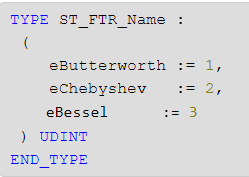 TYPE ST_FTR_Name :
(
eButterworth := 1,
eChebyshev := 2,
eBessel := 3
) UDINT
END_TYPE